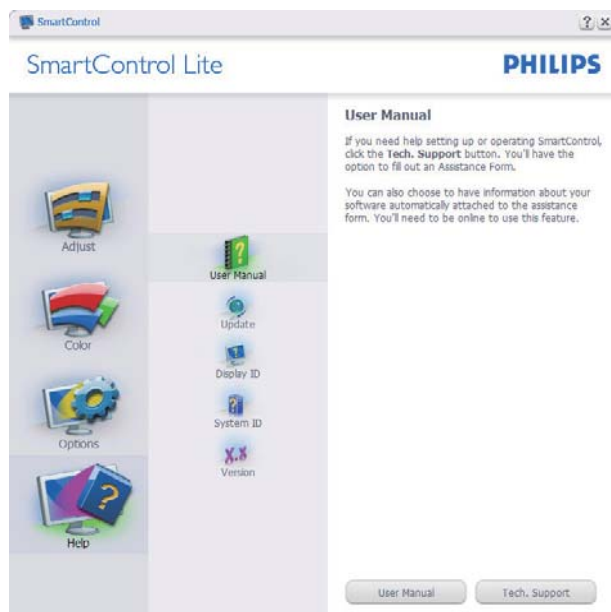 SmartControl
SmartControl Lite
PHILIPS
Adjust
Color
Options
Help
User Manual
Update
Display ID
System ID
Version
User Manual
If you need help setting up or operating SmartControl,
click the Tech. Support button. You'll have the
option to fill out an Assistance Form.
You can also choose to have information about your
software automatically attached to the assistance
form. You'll need to be online to use this feature.
User Manual
Tech. Support